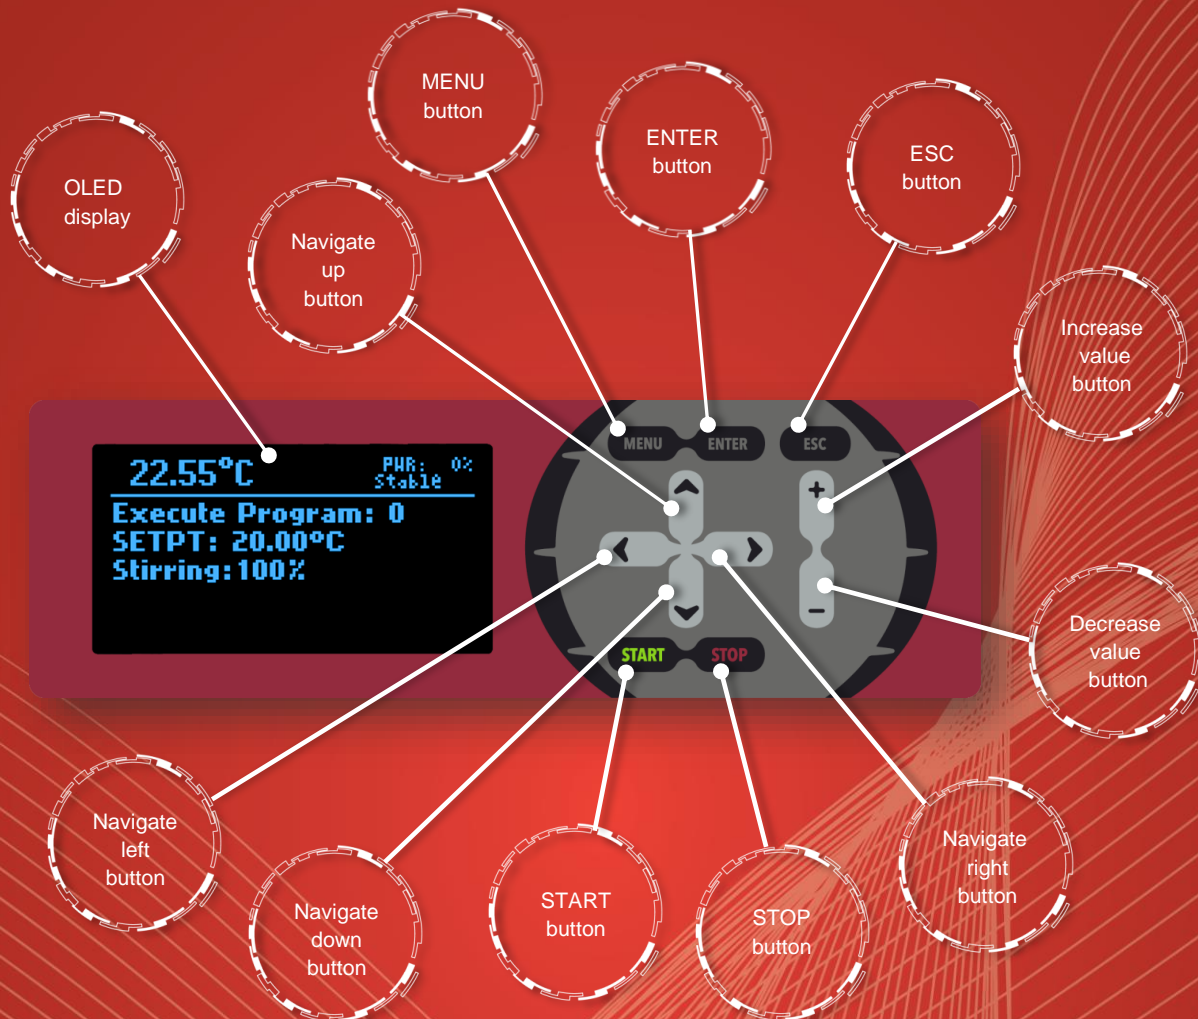 MENU
button
ENTER
button
ESC
button
OLED
display
Navigate
up
button
Increase
value
button
22.55°C
PWR: 0%
Stable
Execute Program: 0
SETPT: 20.00°C
Stirring:100%
MENU
ENTER
ESC
+
-
START
STOP
Decrease
value
button
Navigate
left
button
Navigate
down
button
START
button
STOP
button
Navigate
right
button